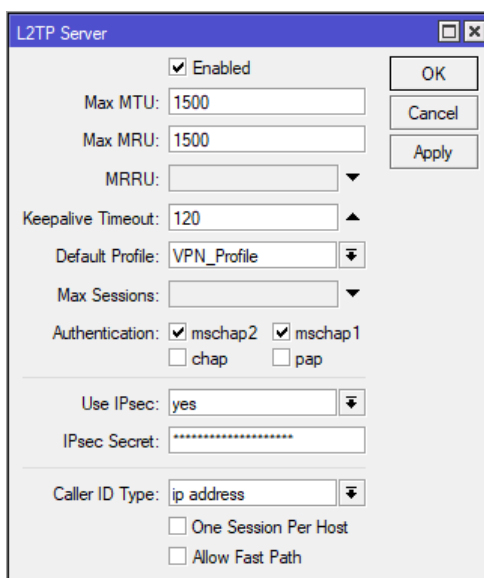 L2TP Server
Enabled
OK
Max MTU: 1500
Cancel
Max MRU: 1500
Apply
MRRU:
Keepalive Timeout: 120
Default Profile: VPN_Profile
Max Sessions:
Authentication: mschap2 mschap1
chap pap
Use IPsec: yes
IPsec Secret: ********************
Caller ID Type: ip address
One Session Per Host
Allow Fast Path